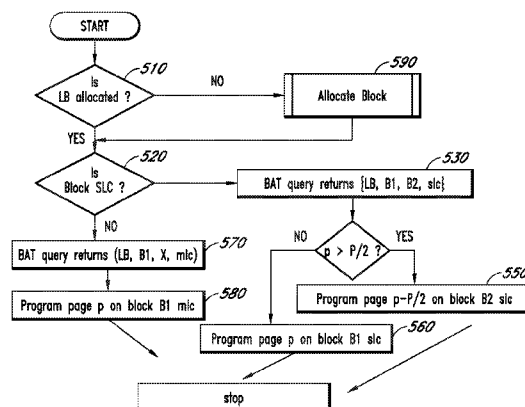 START
510
Is
LB allocated ?
NO
590
Allocate Block
YES
520
Is
Block SLC ?
530
BAT query returns {LB, B1, B2, slc}
NO
570
BAT query returns (LB, B1, X, mlc)
NO
p > P/2 ?
YES
550
Program page p-P/2 on block B2 slc
580
Program page p on block B1 mlc
560
Program page p on block B1 slc
stop